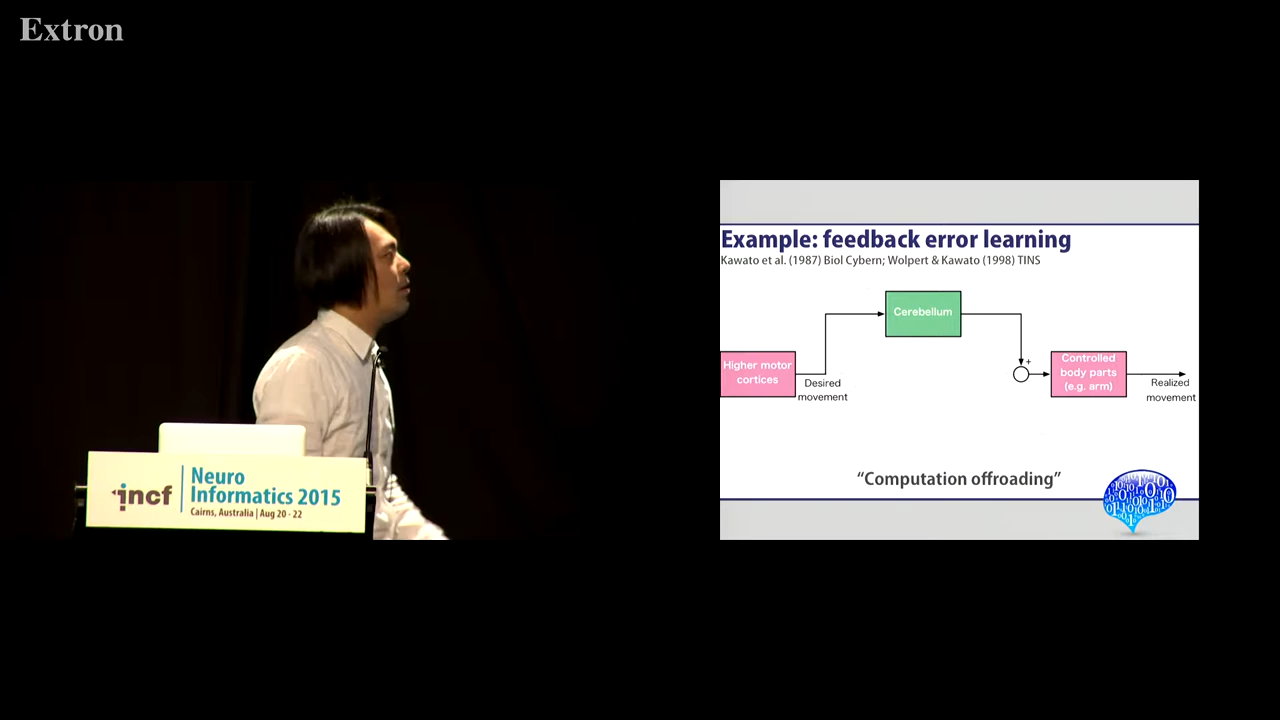 Extron
incf
Neuro
Informatics 2015
Cairns, Australia | Aug 20 - 22
Example: feedback error learning
Kawato et al. (1987) Biol Cybern; Wolpert & Kawato (1998) TINS
Cerebellum
Higher motor
cortices
Desired
movement
+
Controlled
body parts
(e.g. arm)
Realized
movement
“Computation offroading”